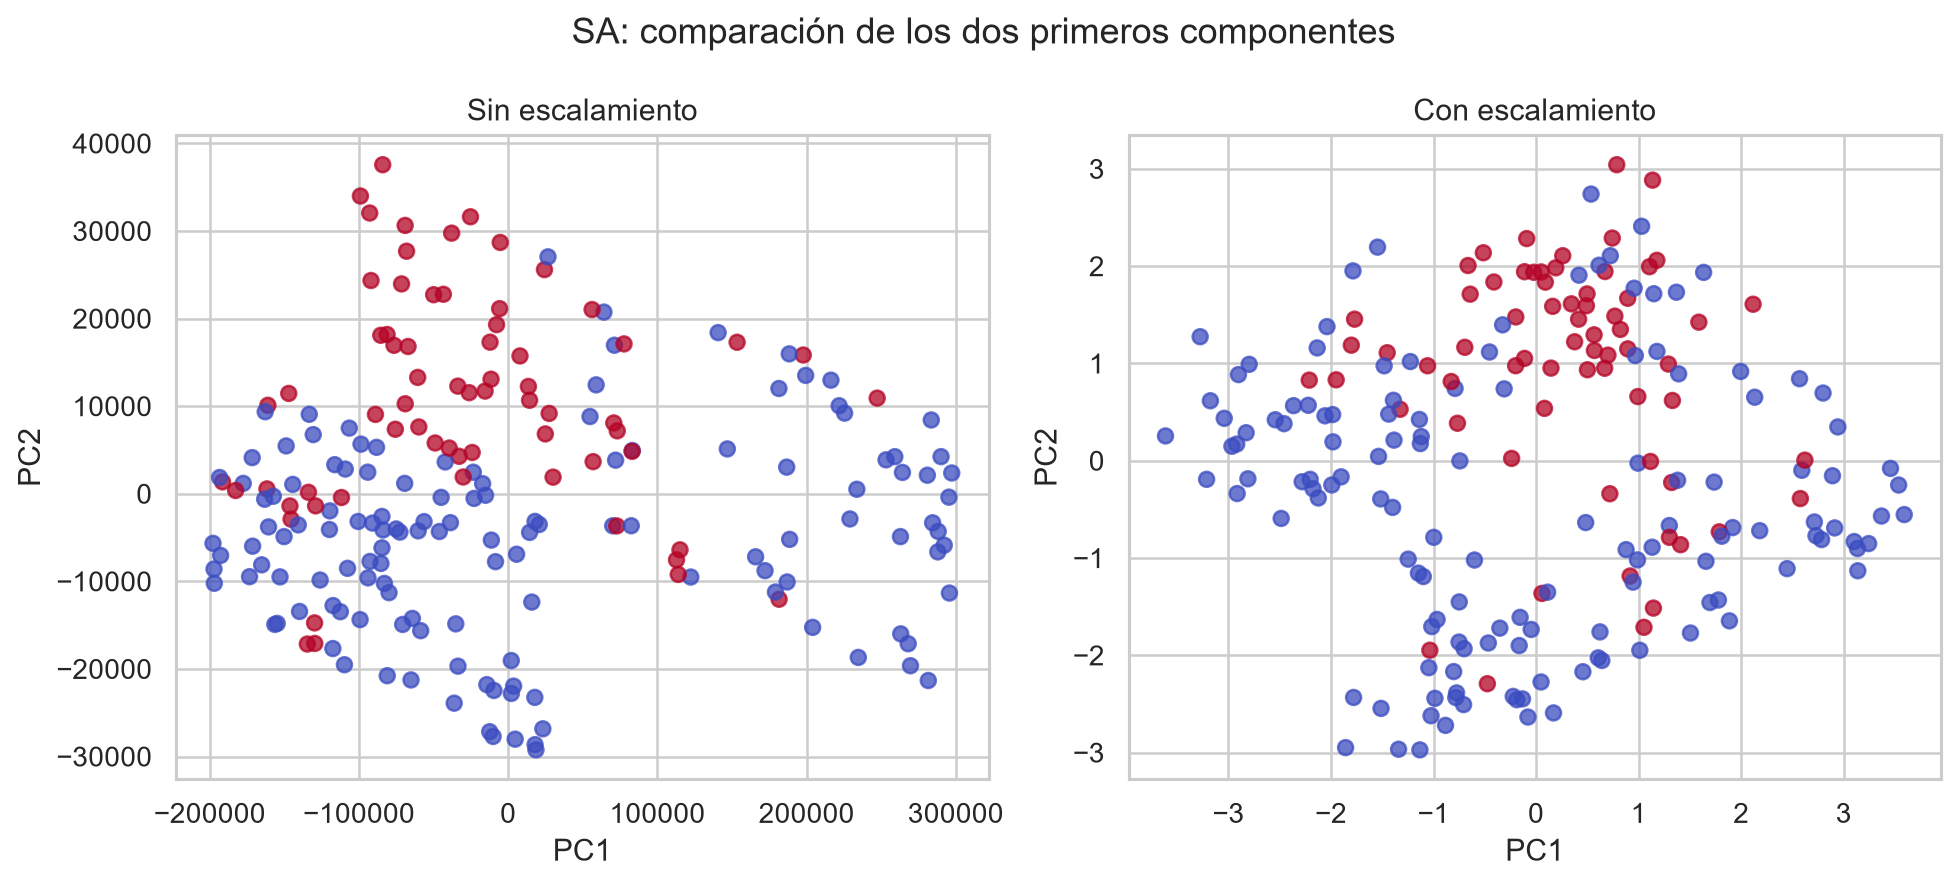 SA: comparación de los dos primeros componentes
Sin escalamiento
40000
30000
20000
10000
0
−10000
−20000
−30000
PC2
−200000 −100000 0 100000 200000 300000
PC1
Con escalamiento
3
2
1
0
−1
−2
−3
PC2
−3 −2 −1 0 1 2 3
PC1